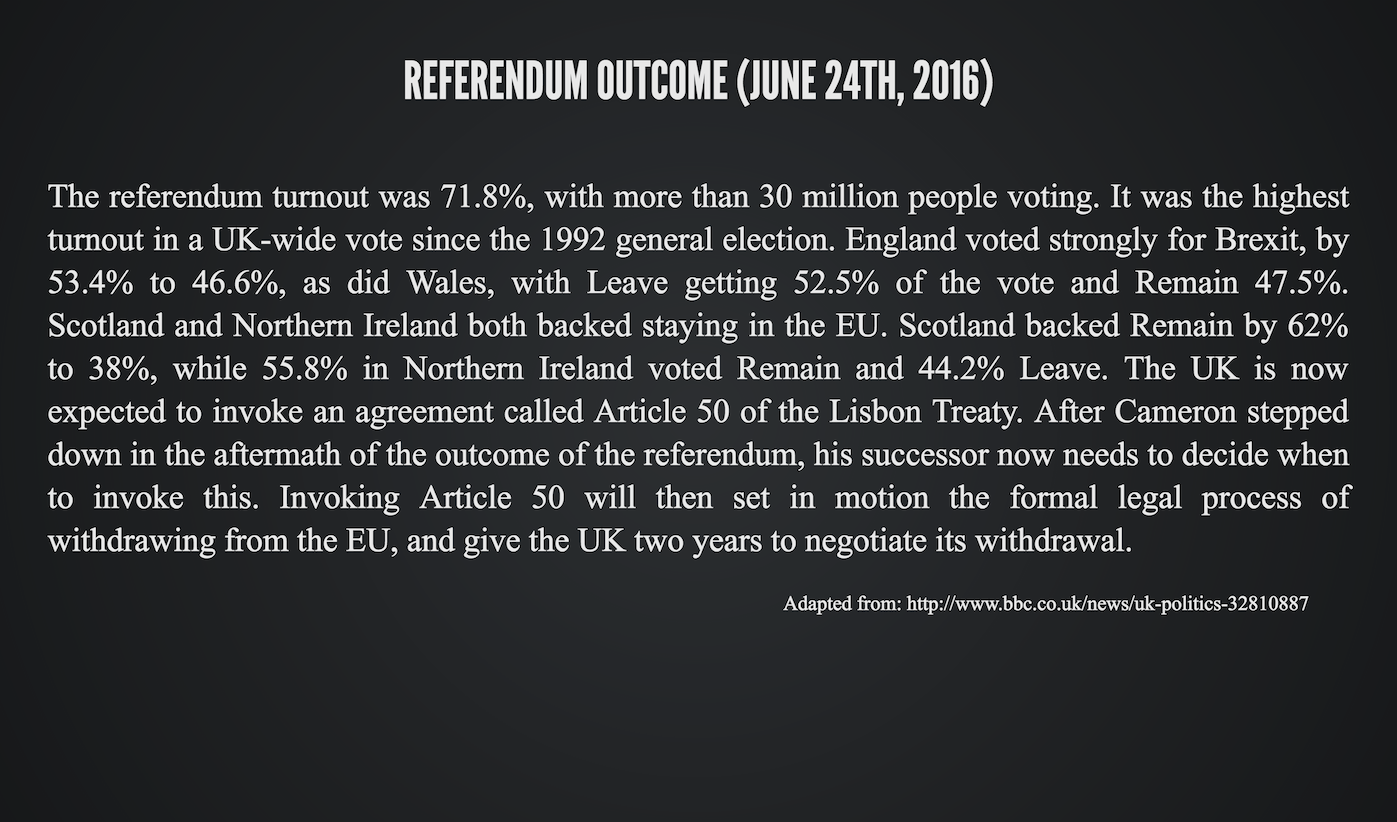 REFERENDUM OUTCOME (JUNE 24TH, 2016)
The referendum turnout was 71.8%, with more than 30 million people voting. It was the highest
turnout in a UK-wide vote since the 1992 general election. England voted strongly for Brexit, by
53.4% to 46.6%, as did Wales, with Leave getting 52.5% of the vote and Remain 47.5%.
Scotland and Northern Ireland both backed staying in the EU. Scotland backed Remain by 62%
to 38%, while 55.8% in Northern Ireland voted Remain and 44.2% Leave. The UK is now
expected to invoke an agreement called Article 50 of the Lisbon Treaty. After Cameron stepped
down in the aftermath of the outcome of the referendum, his successor now needs to decide when
to invoke this. Invoking Article 50 will then set in motion the formal legal process of
withdrawing from the EU, and give the UK two years to negotiate its withdrawal.
Adapted from: http://www.bbc.co.uk/news/uk-politics-32810887